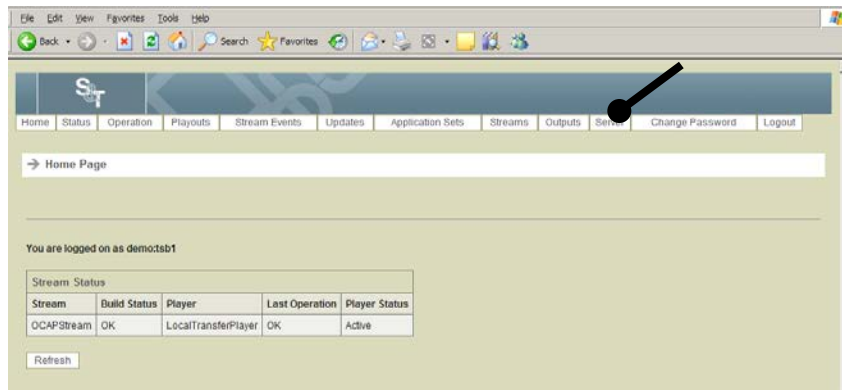 File Edit View Favorites Tools Help
Back Search Favorites
S&T
Home Status Operation Playouts Stream Events Updates Application Sets Streams Outputs Server Change Password Logout
Home Page
You are logged on as demo:tsb1
Stream Status
Stream Build Status Player Last Operation Player Status
OCAPStream OK LocalTransferPlayer OK Active
Refresh